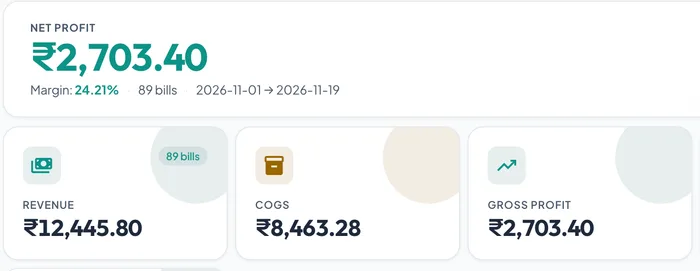 NET PROFIT
₹2,703.40
Margin: 24.21% · 89 bills · 2026-11-01 → 2026-11-19
89 bills
REVENUE
₹12,445.80
COGS
₹8,463.28
GROSS PROFIT
₹2,703.40